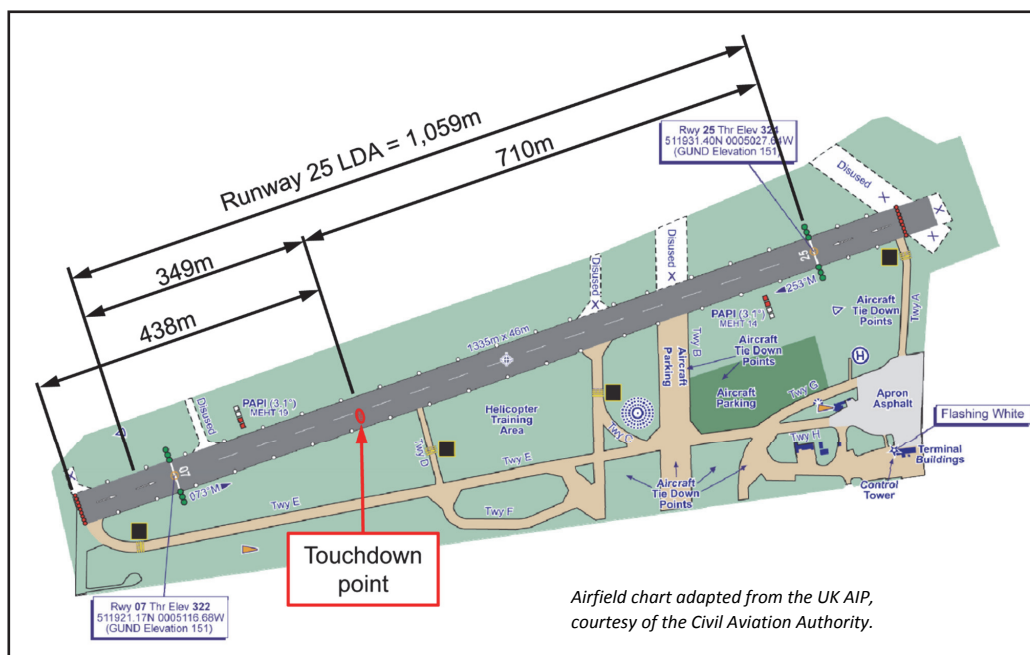 Runway 25 LDA = 1,059m
710m
349m
438m
Rwy 25 Thr Elev 324
511931.40N 0005027.64W
(GUND Elevation 151)
Disused
X
X
X
Disused
X
Disused
X
25
253°M
PAPI (3.1°)
MEHT 14
Aircraft
Tie Down
Points
Twy A
1335m x 46m
Twy B
Aircraft
Parking
Aircraft
Tie Down
Points
Aircraft
Parking
H
Twy G
Apron
Asphalt
Flashing White
Terminal
Buildings
Control
Tower
Twy H
PAPI (3.1°)
MEHT 19
Disused
X
07
073°M
Helicopter
Training
Area
Twy C
Twy D
Twy E
Twy E
Twy F
Aircraft
Tie Down
Points
Touchdown
point
Rwy 07 Thr Elev 322
511921.17N 0005116.68W
(GUND Elevation 151)
Airfield chart adapted from the UK AIP,
courtesy of the Civil Aviation Authority.